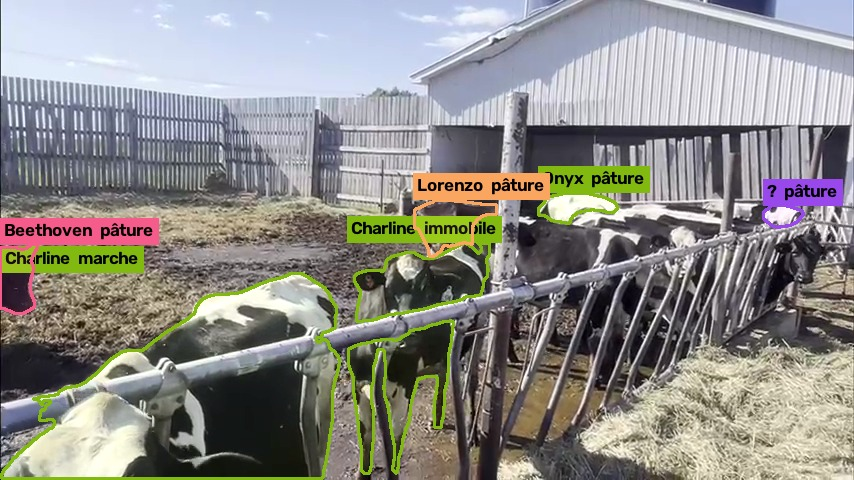 Lorenzo pâture
Onyx pâture
? pâture
Beethoven pâture
Charline immobile
Charline marche